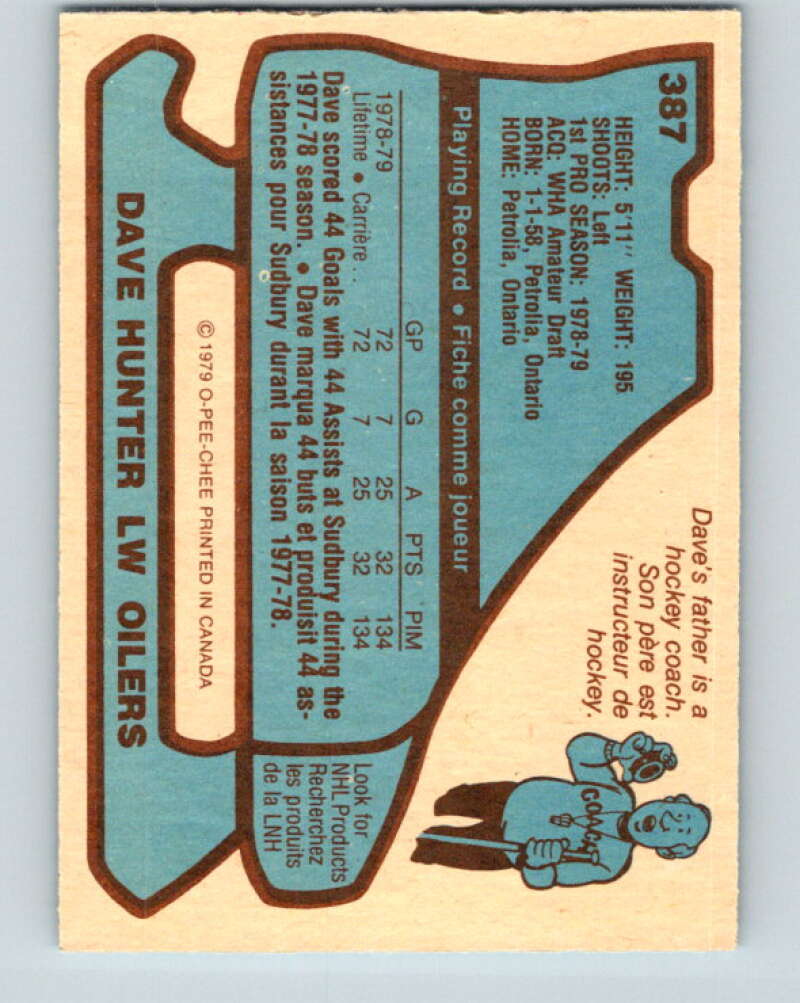 387
HEIGHT: 5'11" WEIGHT: 195
SHOOTS: Left
1st PRO SEASON: 1978-79
ACQ: WHA Amateur Draft
BORN: 1-1-58, Petrolia, Ontario
HOME: Petrolia, Ontario
Dave's father is a
hockey coach.
Son père est
instructeur de
hockey.
COACH
Playing Record • Fiche comme joueur
GP G A PTS PIM
1978-79 72 7 25 32 134
Lifetime • Carrière... 72 7 25 32 134
Dave scored 44 Goals with 44 Assists at Sudbury during the
1977-78 season. • Dave marqua 44 buts et produisit 44 as-
sistances pour Sudbury durant la saison 1977-78.
Look for
NHL Products
Recherchez
les produits
de la LNH
© 1979 O-PEE-CHEE PRINTED IN CANADA
DAVE HUNTER LW OILERS